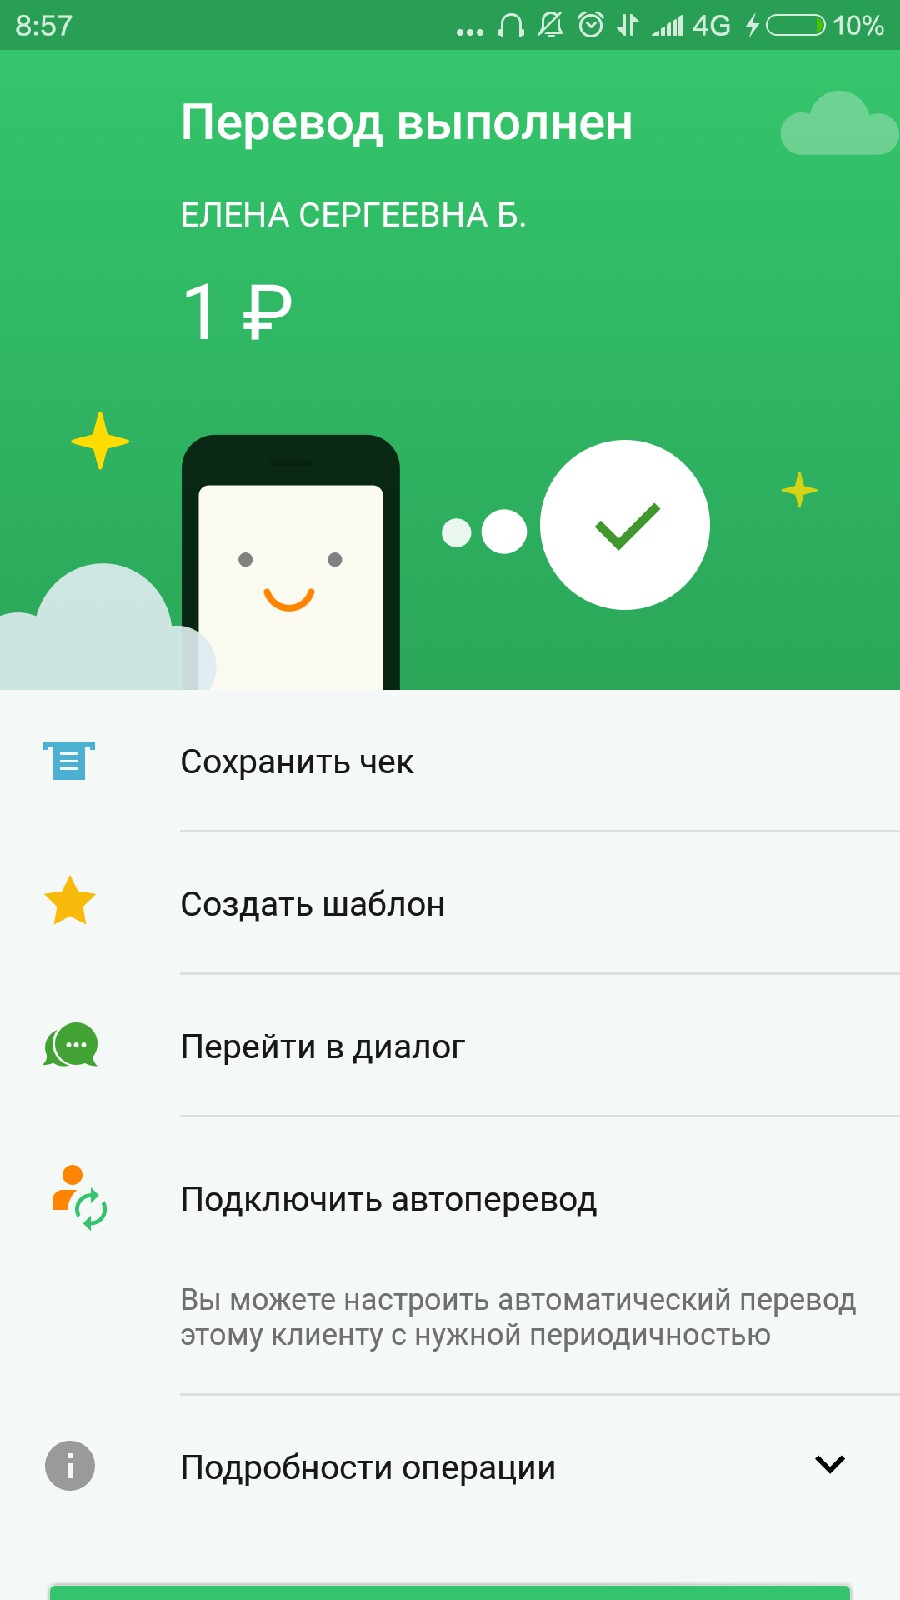 8:57
4G
10%
Перевод выполнен
ЕЛЕНА СЕРГЕЕВНА Б.
1 ₽
Сохранить чек
Создать шаблон
Перейти в диалог
Подключить автоперевод
Вы можете настроить автоматический перевод
этому клиенту с нужной периодичностью
Подробности операции